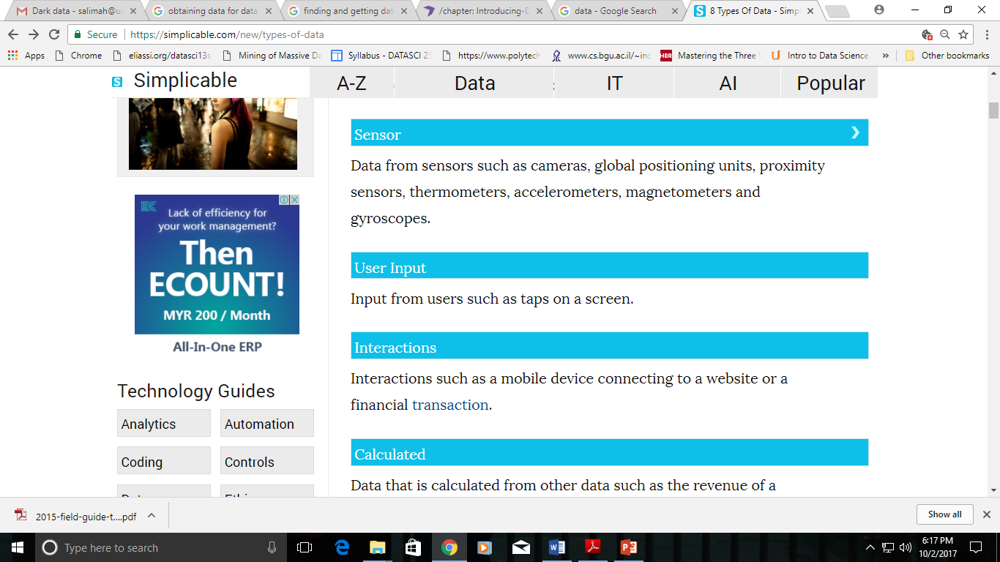 Dark data - salimah@u
obtaining data for data
finding and getting dat
/chapter: Introducing-D
data - Google Search
8 Types Of Data - Simpl
Secure https://simplicable.com/new/types-of-data
Apps Chrome eliassi.org/datasci13s Mining of Massive Da Syllabus - DATASCI 25 https://www.polytech www.cs.bgu.ac.il/~inc HBR Mastering the Three U Intro to Data Science » Other bookmarks
S Simplicable A-Z Data IT AI Popular
Sensor
Data from sensors such as cameras, global positioning units, proximity
sensors, thermometers, accelerometers, magnetometers and
gyroscopes.
User Input
Input from users such as taps on a screen.
Interactions
Interactions such as a mobile device connecting to a website or a
financial transaction.
Calculated
Data that is calculated from other data such as the revenue of a
EC
Lack of efficiency for
your work management?
Then
ECOUNT!
MYR 200 / Month
All-In-One ERP
Technology Guides
Analytics Automation
Coding Controls
2015-field-guide-t....pdf
Show all
Type here to search
6:17 PM
10/2/2017